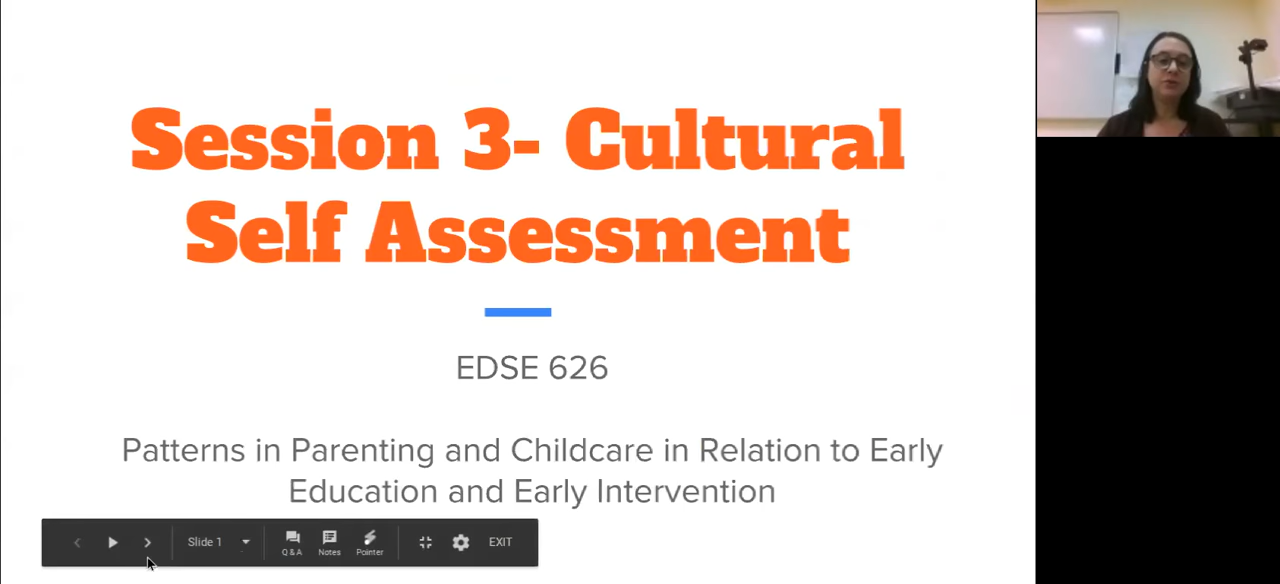 Session 3- Cultural
Self Assessment
EDSE 626
Patterns in Parenting and Childcare in Relation to Early
Education and Early Intervention
Slide 1
Q & A
Notes
Pointer
EXIT